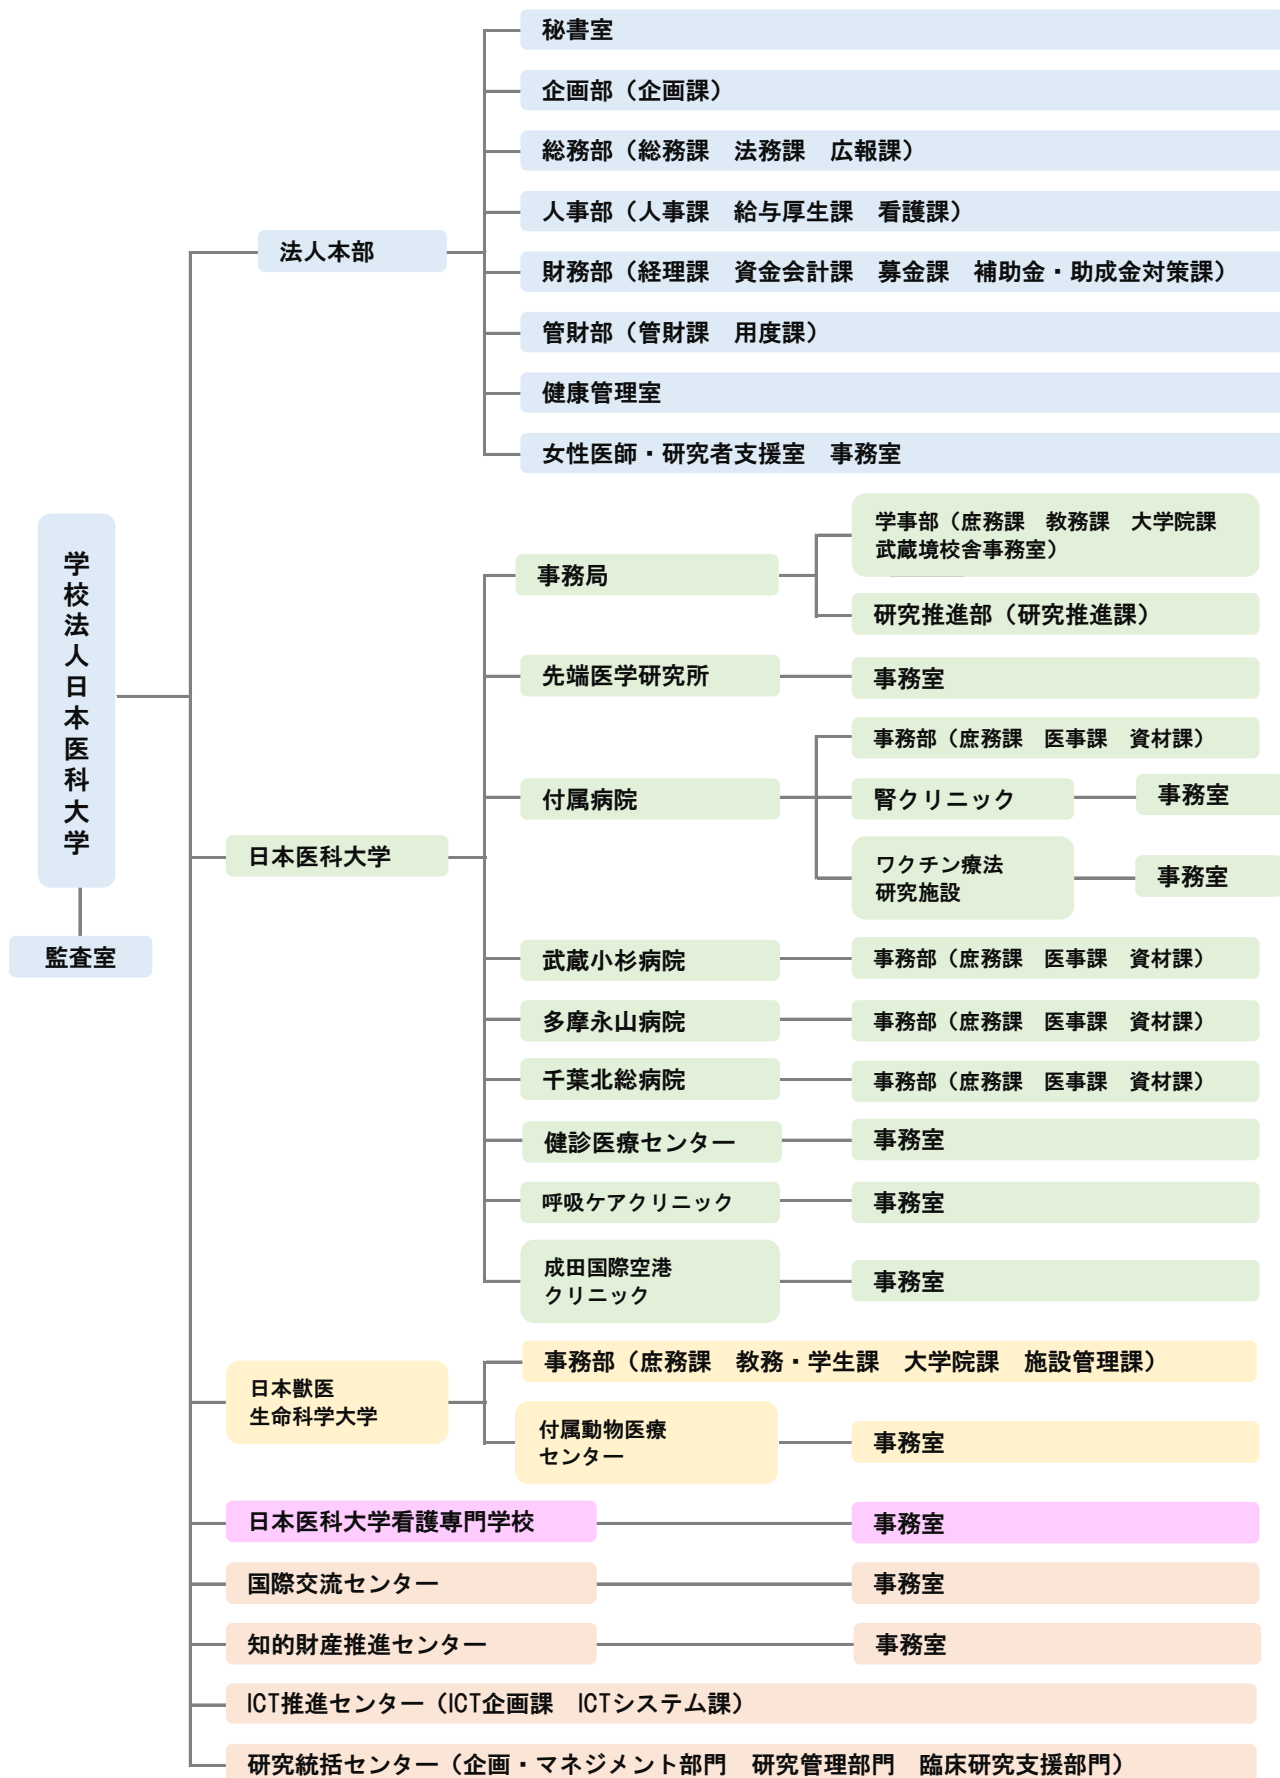 学校法人日本医科大学
監査室
法人本部
秘書室
企画部（企画課）
総務部（総務課　法務課　広報課）
人事部（人事課　給与厚生課　看護課）
財務部（経理課　資金会計課　募金課　補助金・助成金対策課）
管財部（管財課　用度課）
健康管理室
女性医師・研究者支援室　事務室
日本医科大学
事務局
学事部（庶務課　教務課　大学院課
武蔵境校舎事務室）
研究推進部（研究推進課）
先端医学研究所
事務室
付属病院
事務部（庶務課　医事課　資材課）
腎クリニック
事務室
ワクチン療法
研究施設
事務室
武蔵小杉病院
事務部（庶務課　医事課　資材課）
多摩永山病院
事務部（庶務課　医事課　資材課）
千葉北総病院
事務部（庶務課　医事課　資材課）
健診医療センター
事務室
呼吸ケアクリニック
事務室
成田国際空港
クリニック
事務室
日本獣医
生命科学大学
事務部（庶務課　教務・学生課　大学院課　施設管理課）
付属動物医療
センター
事務室
日本医科大学看護専門学校
事務室
国際交流センター
事務室
知的財産推進センター
事務室
ICT推進センター（ICT企画課　ICTシステム課）
研究統括センター（企画・マネジメント部門　研究管理部門　臨床研究支援部門）